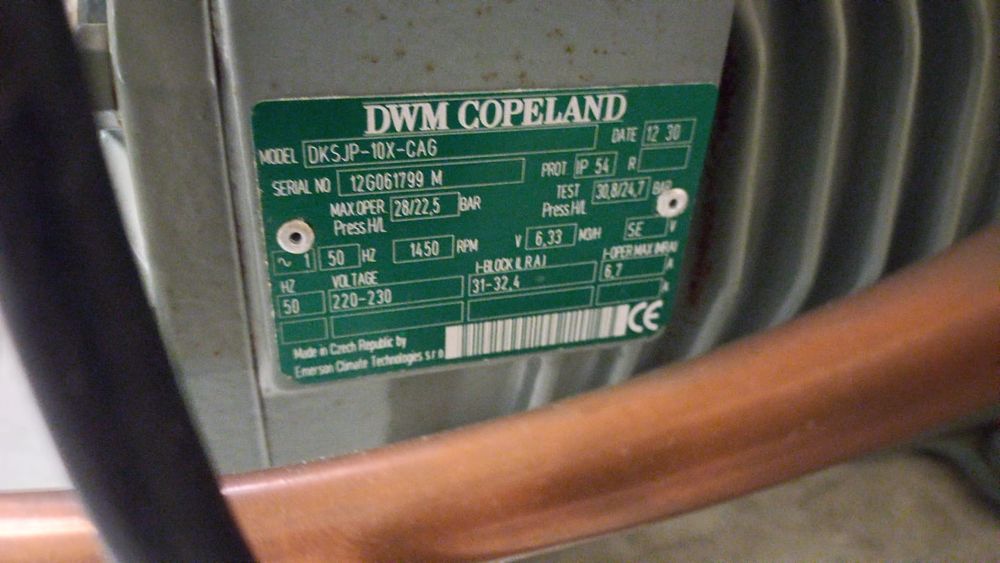 DWM COPELAND
MODEL DKSJP-10X-CAG DATE 12 30
SERIAL NO 12G061799 M PROT IP 54 R
MAX.OPER Press H/L 28/22,5 BAR TEST Press.H/L 30,8/24,7 BAR
~ 1 50 HZ 1450 RPM V 6,33 M3/H 5E V
HZ VOLTAGE I-BLOCK (L.R.A.) I-OPER MAX (MRA)
50 220-230 31-32,4 6,7 A
A
Made in Czech Republic by
Emerson Climate Technologies s.r.o
CE